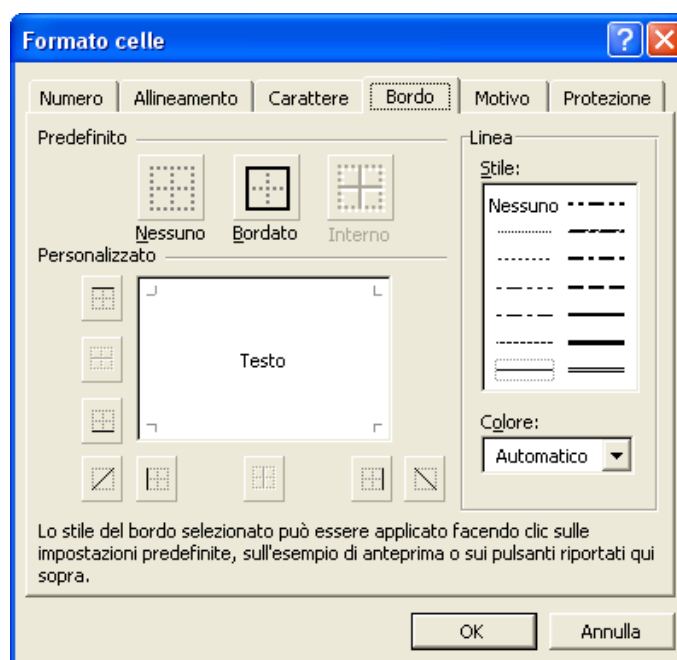 Formato celle
Numero Allineamento Carattere Bordo Motivo Protezione
Predefinito
Nessuno Bordato Interno
Personalizzato
Testo
Linea
Stile:
Nessuno
Colore:
Automatico
Lo stile del bordo selezionato può essere applicato facendo clic sulle
impostazioni predefinite, sull'esempio di anteprima o sui pulsanti riportati qui
sopra.
OK Annulla